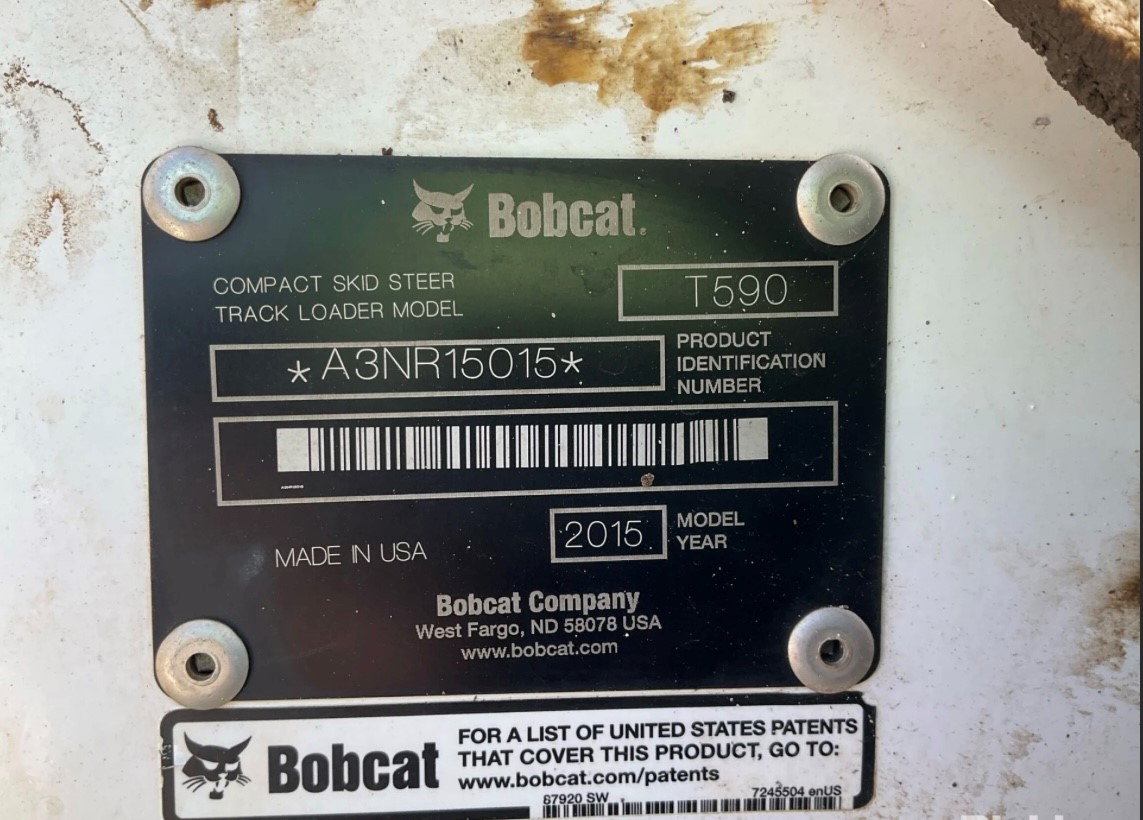 Bobcat®
COMPACT SKID STEER
TRACK LOADER MODEL
T590
*A3NR15015*
PRODUCT
IDENTIFICATION
NUMBER
MADE IN USA
2015
MODEL
YEAR
Bobcat Company
West Fargo, ND 58078 USA
www.bobcat.com
Bobcat
FOR A LIST OF UNITED STATES PATENTS
THAT COVER THIS PRODUCT, GO TO:
www.bobcat.com/patents
87920 SW
7245504 enUS